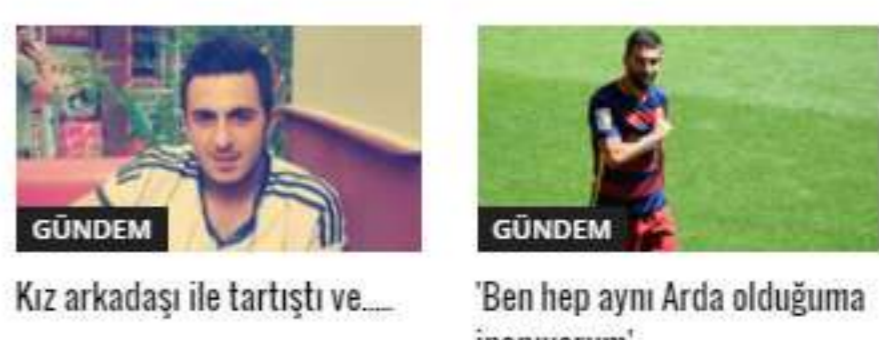 GÜNDEM
Kız arkadaşı ile tartıştı ve.....
GÜNDEM
'Ben hep aynı Arda olduğuma